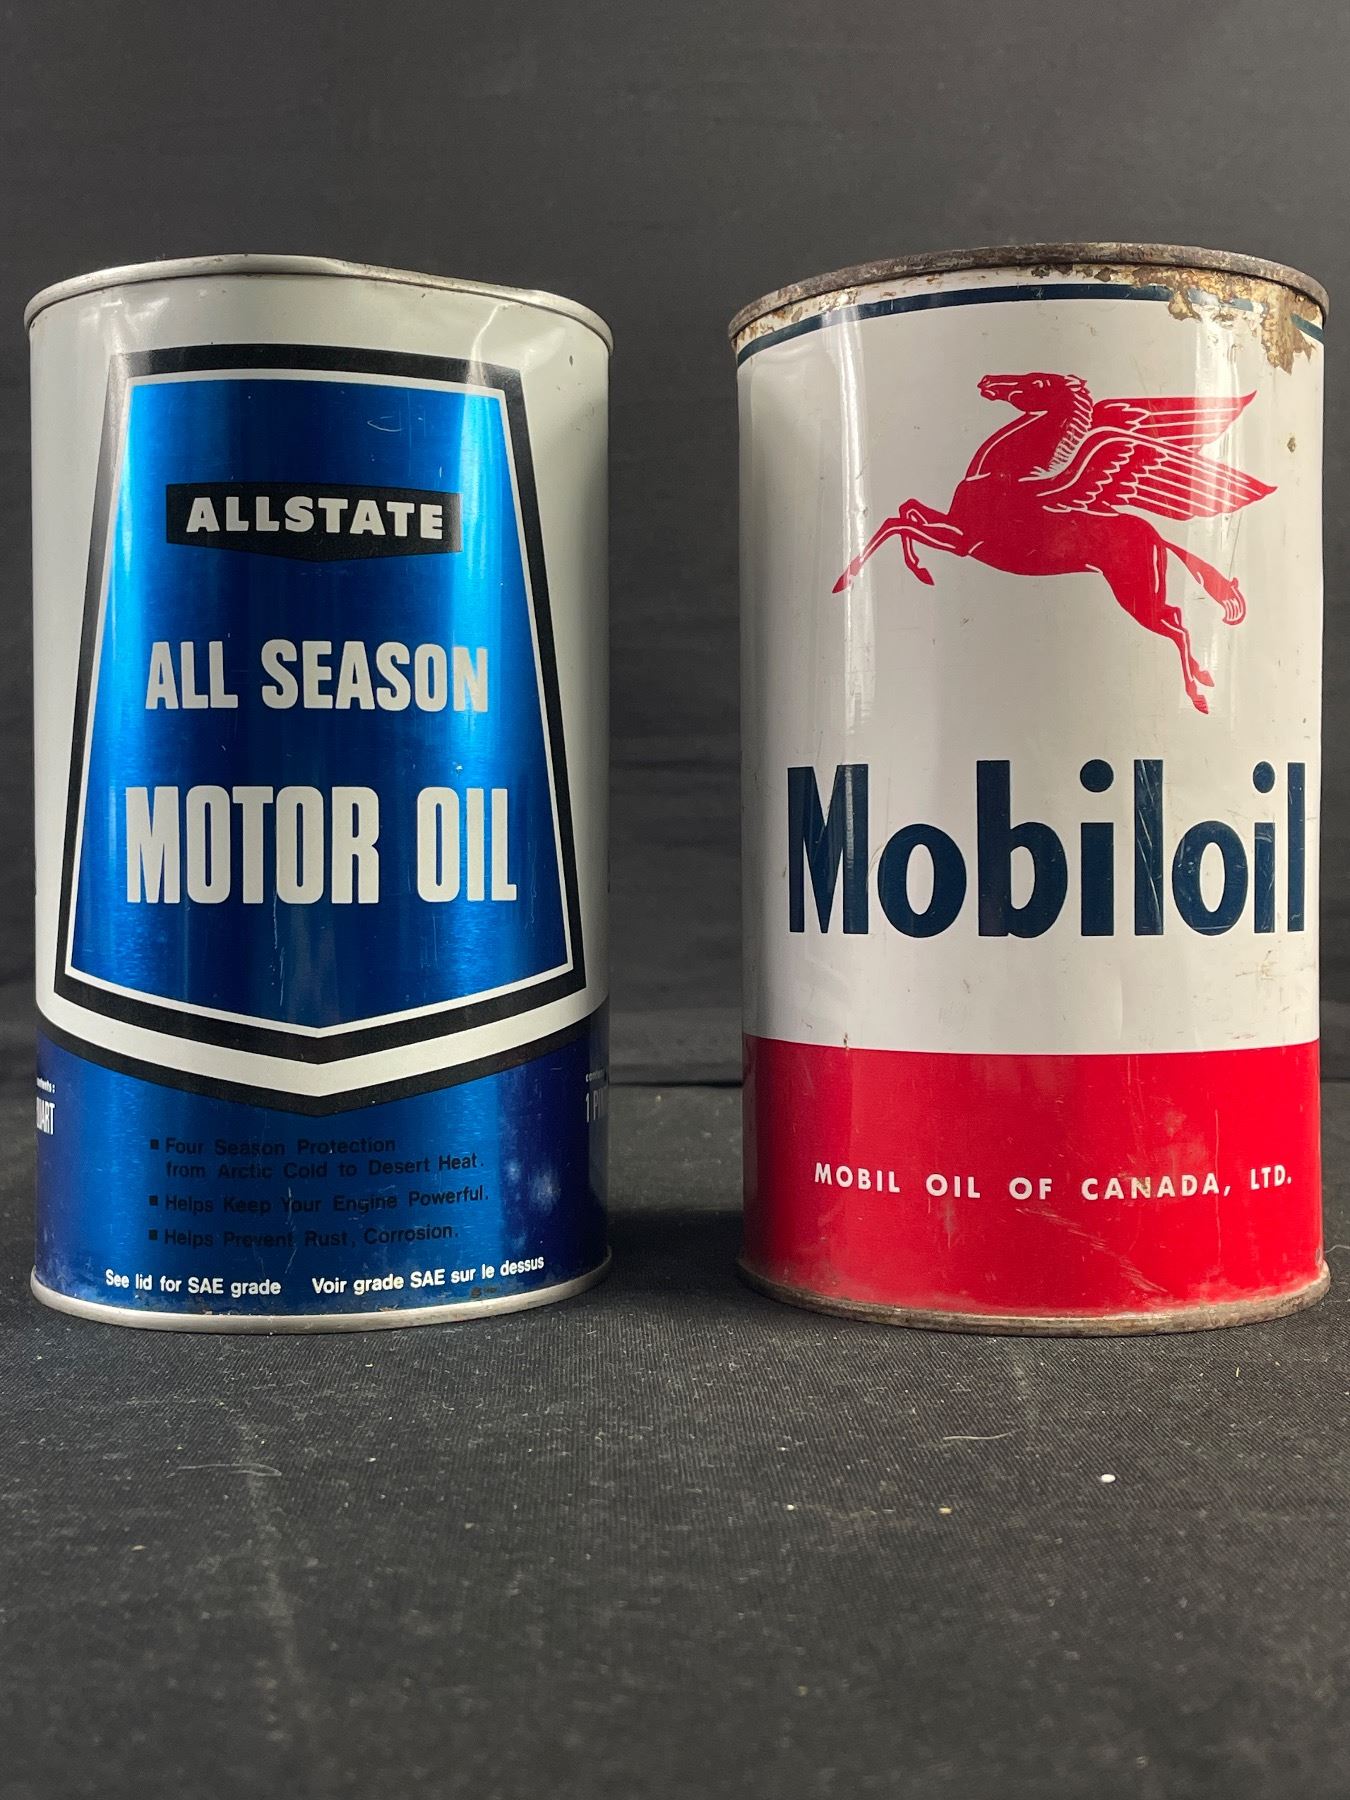 ALLSTATE
ALL SEASON
MOTOR OIL
Four Season Protection
from Arctic Cold to Desert Heat.
Helps Keep Your Engine Powerful.
Helps Prevent Rust, Corrosion.
See lid for SAE grade Voir grade SAE sur le dessus
Mobiloil
MOBIL OIL OF CANADA, LTD.